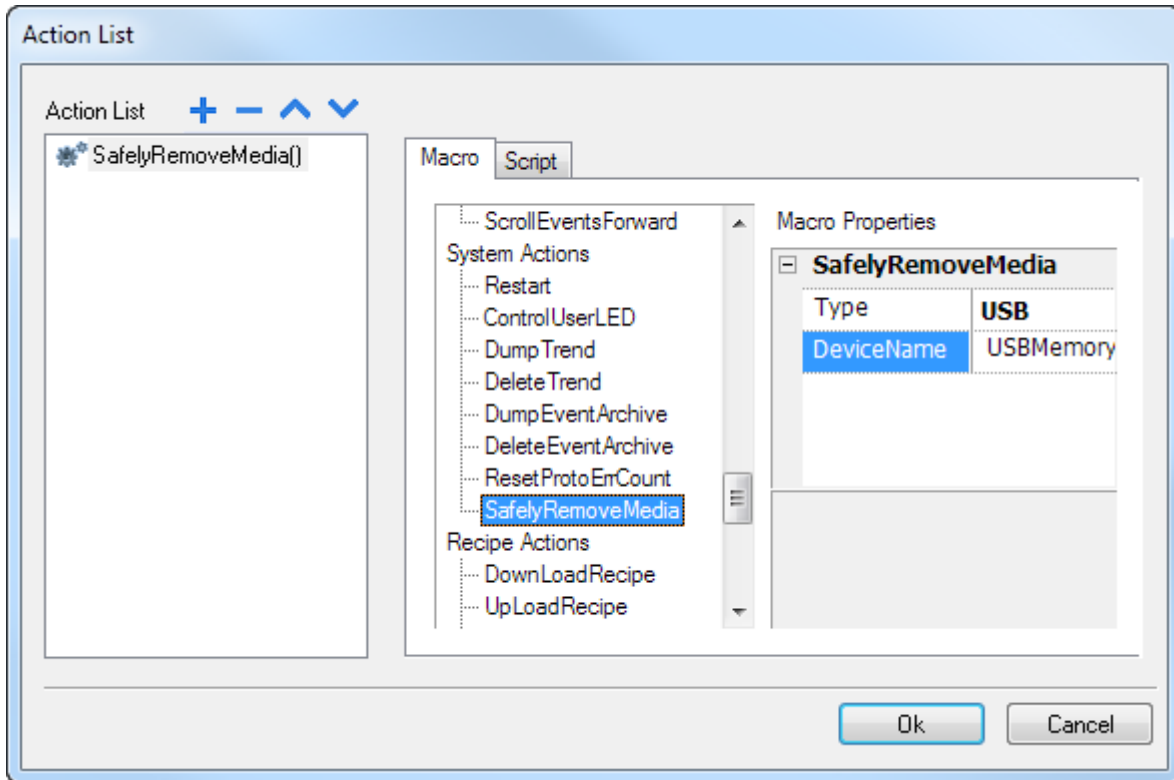 Action List
Action List
SafelyRemoveMedia()
Macro
Script
ScrollEventsForward
System Actions
Restart
ControlUserLED
DumpTrend
DeleteTrend
DumpEventArchive
DeleteEventArchive
ResetProtoErrCount
SafelyRemoveMedia
Recipe Actions
DownLoadRecipe
UpLoadRecipe
Macro Properties
SafelyRemoveMedia
Type USB
DeviceName USBMemory
Ok
Cancel